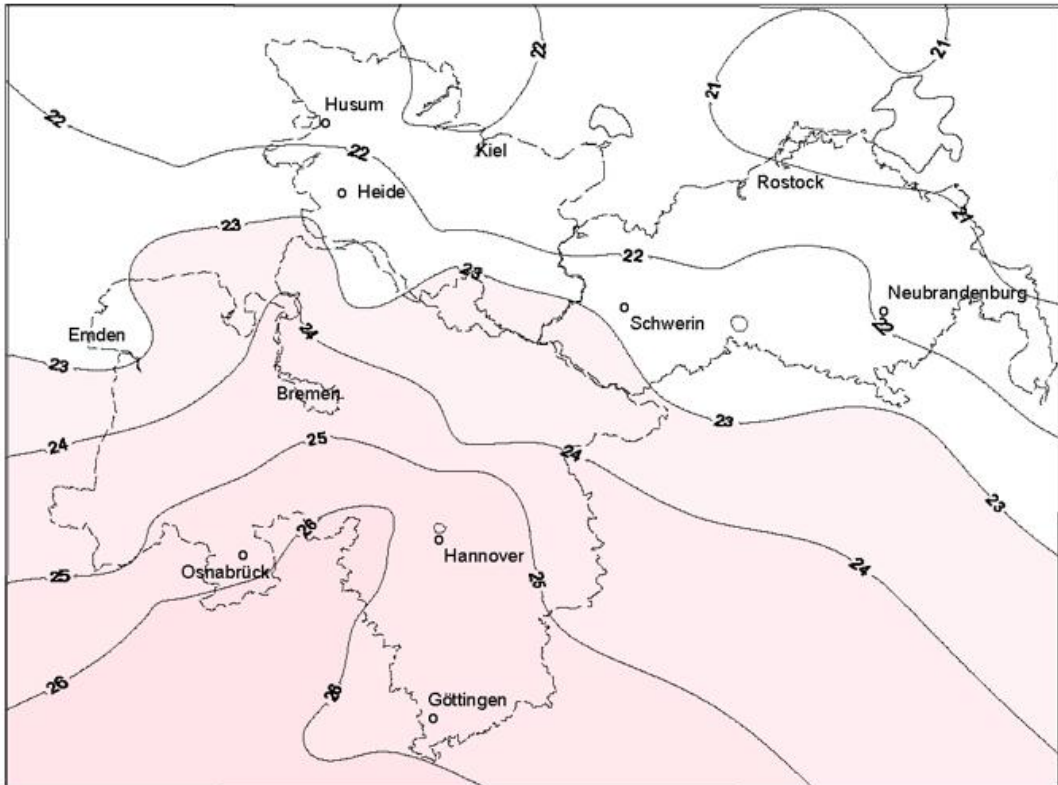 22
21
21
22
Husum
22
Kiel
Heide
Rostock
21
23
22
23
Neubrandenburg
Schwerin
Emden
24
22
23
Bremen
23
24
25
24
23
26
Hannover
Osnabrück
24
25
25
26
26
Göttingen